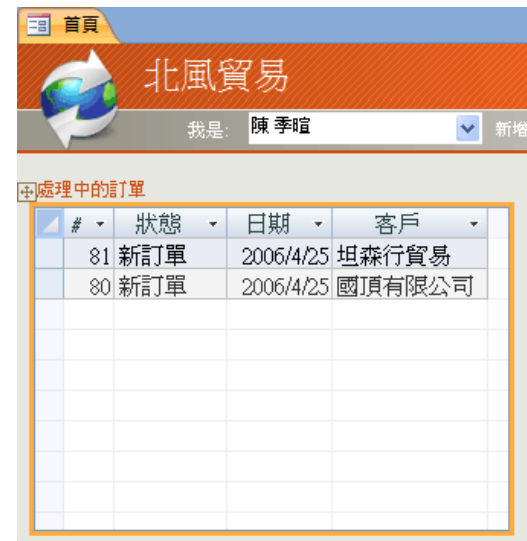 首頁
北風貿易
我是: 陳 季暄 新增
處理中的訂單
# 狀態 日期 客戶
81 新訂單 2006/4/25 坦森行貿易
80 新訂單 2006/4/25 國頂有限公司